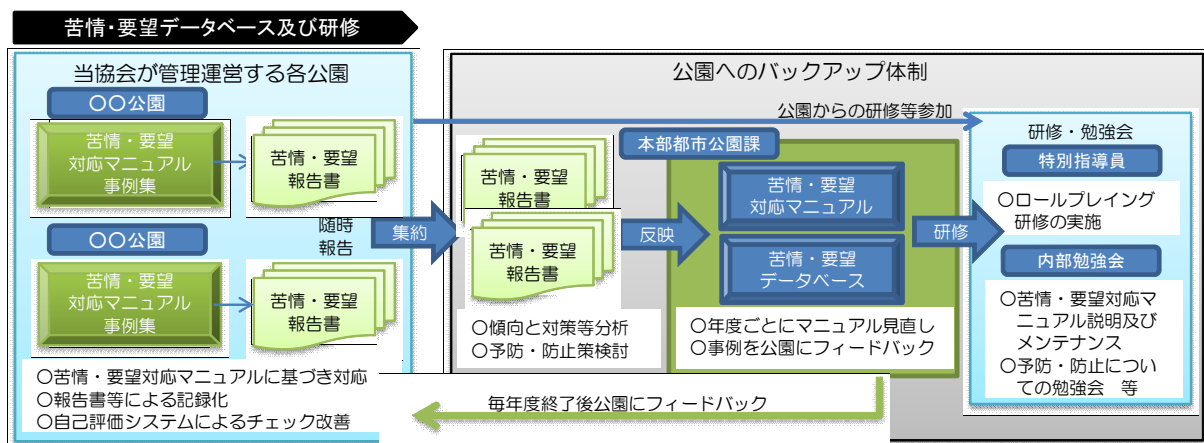 苦情・要望データベース及び研修
当協会が管理運営する各公園
〇〇公園
苦情・要望
対応マニュアル
事例集
苦情・要望
報告書
随時
報告
〇〇公園
苦情・要望
対応マニュアル
事例集
苦情・要望
報告書
〇苦情・要望対応マニュアルに基づき対応
〇報告書等による記録化
〇自己評価システムによるチェック改善
集約
公園へのバックアップ体制
公園からの研修等参加
苦情・要望
報告書
苦情・要望
報告書
〇傾向と対策等分析
〇予防・防止策検討
反映
本部都市公園課
苦情・要望
対応マニュアル
苦情・要望
データベース
〇年度ごとにマニュアル見直し
〇事例を公園にフィードバック
研修
研修・勉強会
特別指導員
〇ロールプレイング
研修の実施
内部勉強会
〇苦情・要望対応マ
ニュアル説明及び
メンテナンス
〇予防・防止につい
ての勉強会 等
毎年度終了後公園にフィードバック